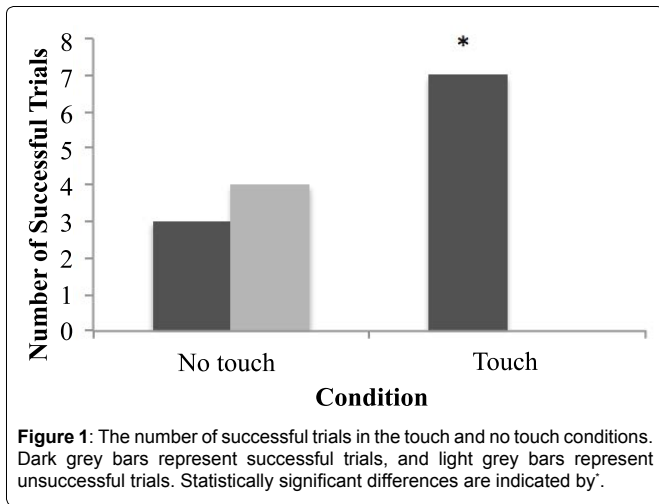 8
*
7
6
5
4
3
2
1
0
Number of Successful Trials
No touch
Touch
Condition
Figure 1: The number of successful trials in the touch and no touch conditions.
Dark grey bars represent successful trials, and light grey bars represent
unsuccessful trials. Statistically significant differences are indicated by*.